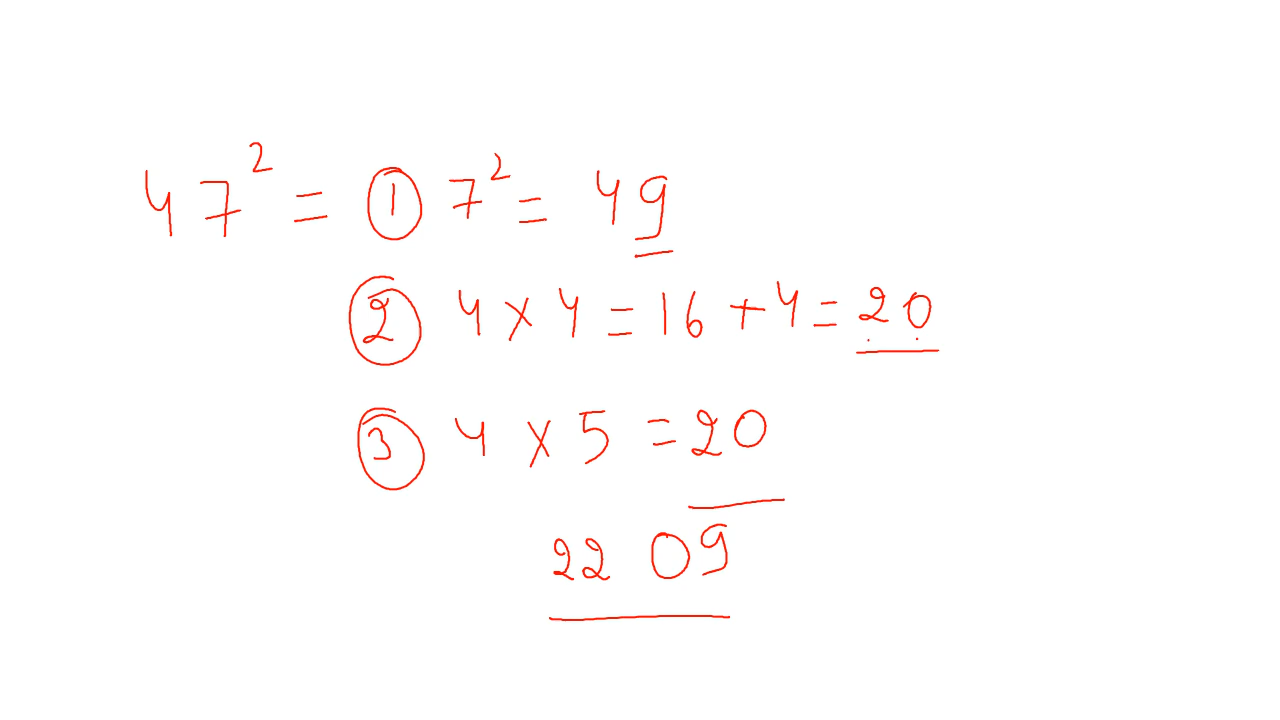 47² = ① 7² = 49
② 4 × 4 = 16 + 4 = 20
③ 4 × 5 = 20
2209